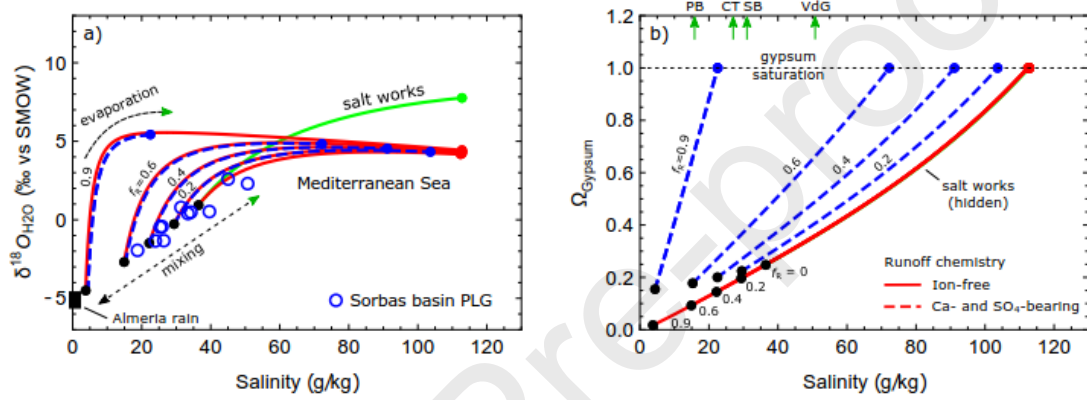 PB CT SB VdG
a)
evaporation
salt works
0.9
fR=0.6
0.4
0.2
Mediterranean Sea
mixing
Sorbas basin PLG
Almeria rain
δ18OH2O (‰ vs SMOW)
10
5
0
−5
0 20 40 60 80 100 120
Salinity (g/kg)
b)
gypsum
saturation
fR=0.9
0.6
0.4
0.2
salt works
(hidden)
fR = 0
0.2
0.4
0.6
0.9
Runoff chemistry
Ion-free
Ca- and SO₄-bearing
ΩGypsum
1.2
1.0
0.8
0.6
0.4
0.2
0.0
0 20 40 60 80 100 120
Salinity (g/kg)
Pre-proo